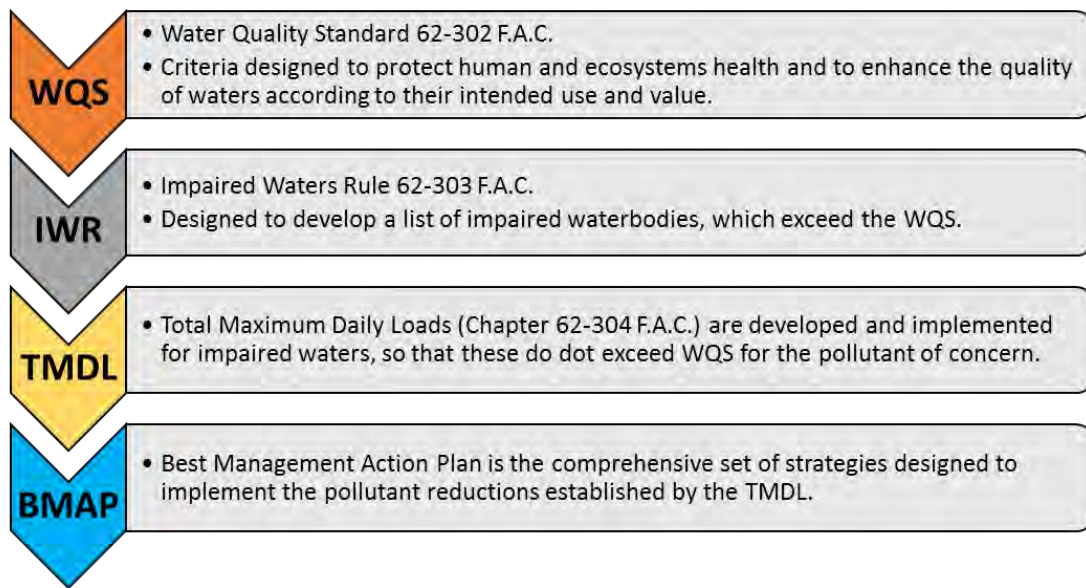 WQS
• Water Quality Standard 62-302 F.A.C.
• Criteria designed to protect human and ecosystems health and to enhance the quality
of waters according to their intended use and value.
IWR
• Impaired Waters Rule 62-303 F.A.C.
• Designed to develop a list of impaired waterbodies, which exceed the WQS.
TMDL
• Total Maximum Daily Loads (Chapter 62-304 F.A.C.) are developed and implemented
for impaired waters, so that these do dot exceed WQS for the pollutant of concern.
BMAP
• Best Management Action Plan is the comprehensive set of strategies designed to
implement the pollutant reductions established by the TMDL.